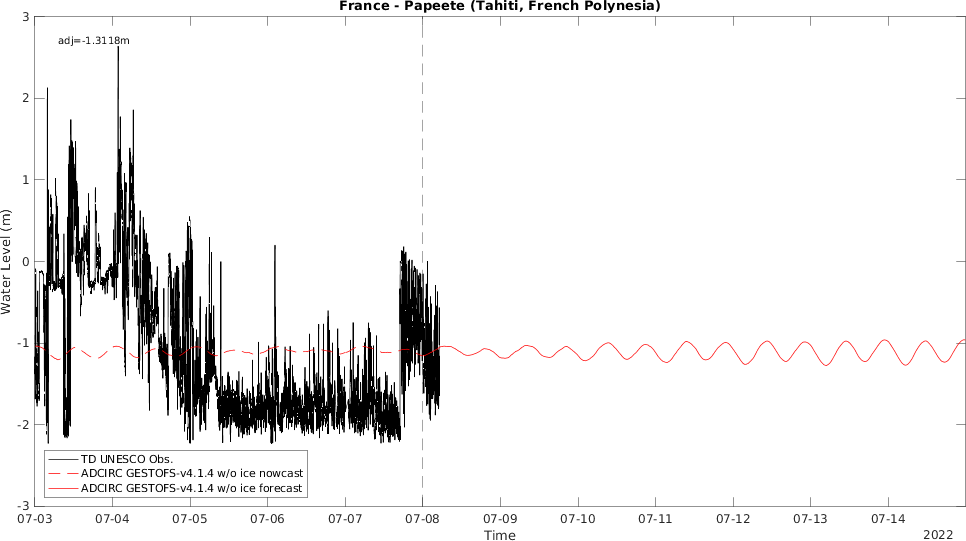 France - Papeete (Tahiti, French Polynesia)
adj=-1.3118m
3
2
1
0
-1
-2
-3
Water Level (m)
TD UNESCO Obs.
ADCIRC GESTOFS-v4.1.4 w/o ice nowcast
ADCIRC GESTOFS-v4.1.4 w/o ice forecast
07-03 07-04 07-05 07-06 07-07 07-08 07-09 07-10 07-11 07-12 07-13 07-14
Time
2022